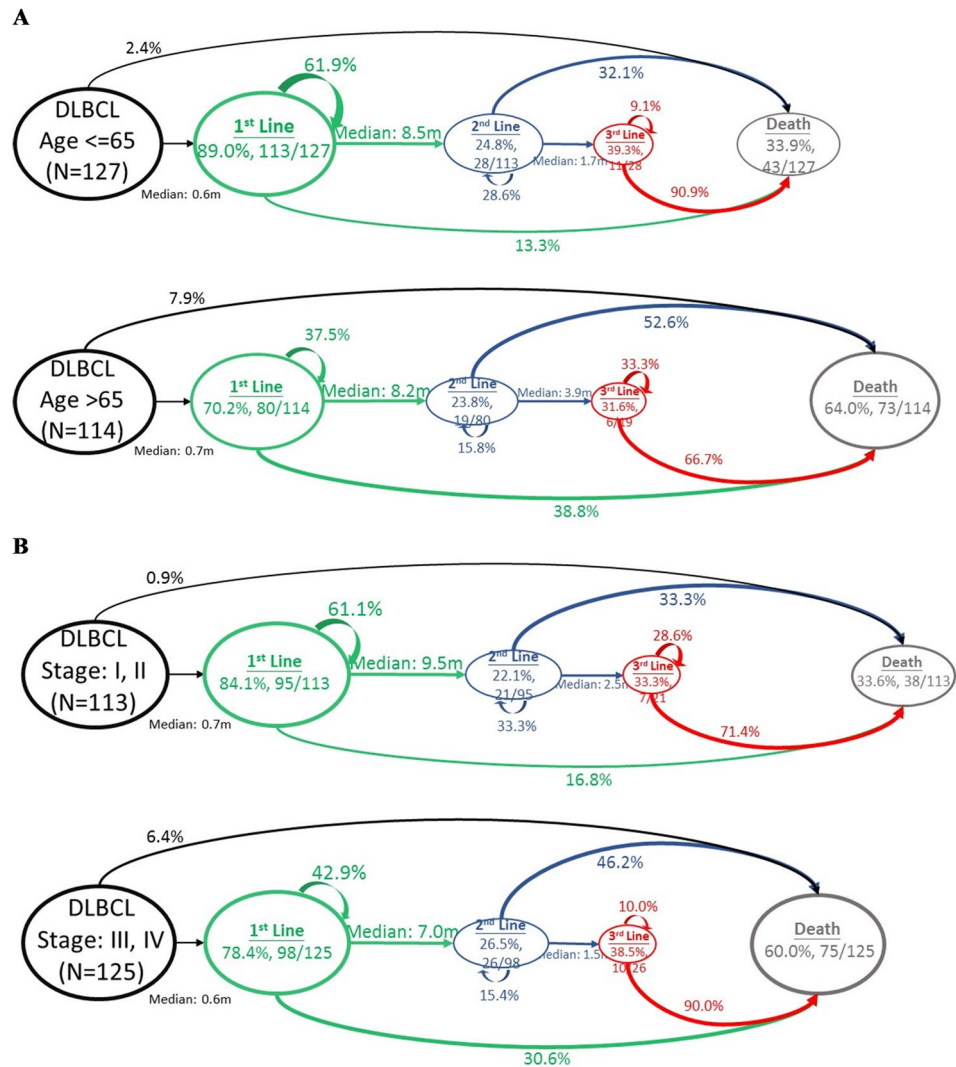 A
2.4%
61.9%
32.1%
9.1%
DLBCL
Age <=65
(N=127)
Median: 0.6m
1st Line
89.0%, 113/127
Median: 8.5m
2nd Line
24.8%,
28/113
28.6%
Median: 1.7m
3rd Line
39.3%,
11/28
90.9%
Death
33.9%,
43/127
13.3%
7.9%
37.5%
52.6%
33.3%
DLBCL
Age >65
(N=114)
Median: 0.7m
1st Line
70.2%, 80/114
Median: 8.2m
2nd Line
23.8%,
19/80
15.8%
Median: 3.9m
3rd Line
31.6%,
6/19
66.7%
Death
64.0%, 73/114
38.8%
B
0.9%
61.1%
33.3%
28.6%
DLBCL
Stage: I, II
(N=113)
Median: 0.7m
1st Line
84.1%, 95/113
Median: 9.5m
2nd Line
22.1%,
21/95
33.3%
Median: 2.5m
3rd Line
33.3%,
7/21
71.4%
Death
33.6%, 38/113
16.8%
6.4%
42.9%
46.2%
10.0%
DLBCL
Stage: III, IV
(N=125)
Median: 0.6m
1st Line
78.4%, 98/125
Median: 7.0m
2nd Line
26.5%,
26/98
15.4%
Median: 1.5m
3rd Line
38.5%,
10/26
90.0%
Death
60.0%, 75/125
30.6%